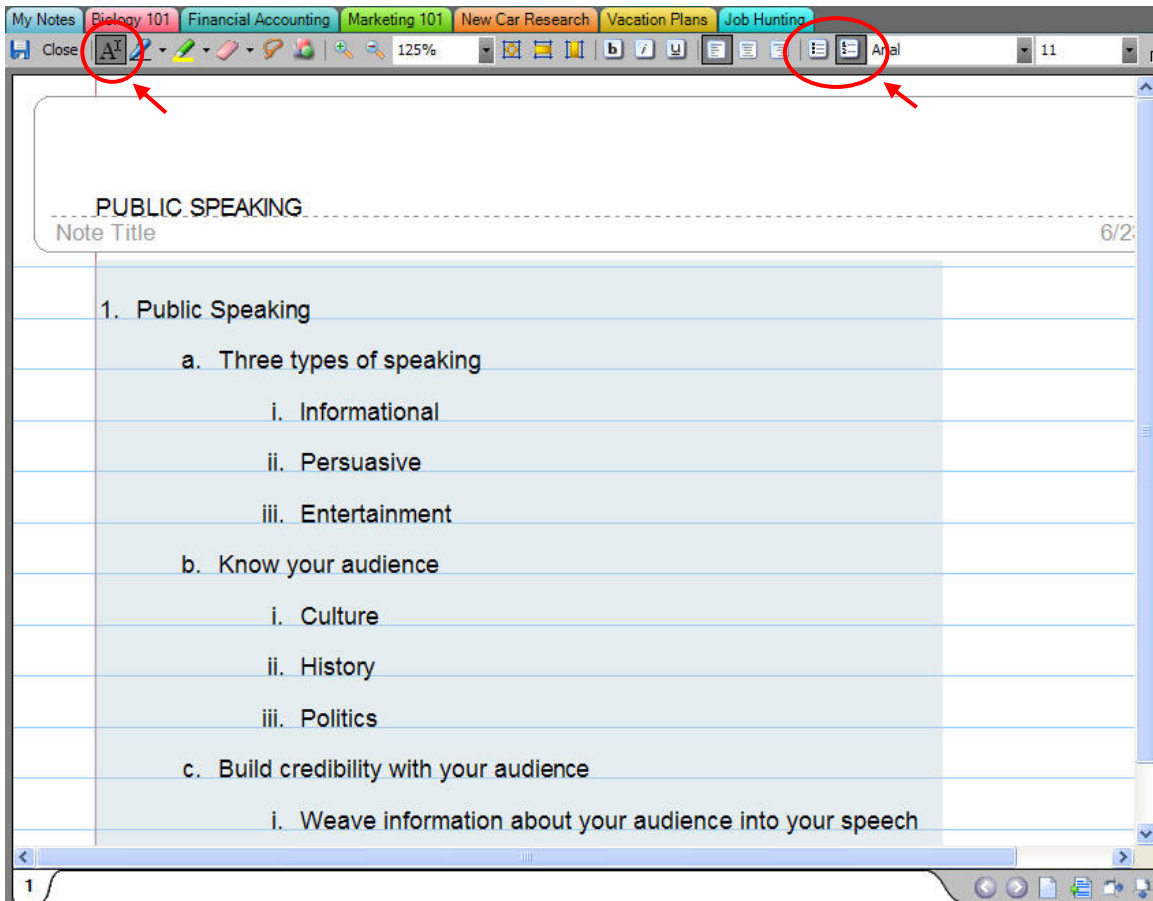 My Notes Biology 101 Financial Accounting Marketing 101 New Car Research Vacation Plans Job Hunting
Close 125% b i u Arial 11
PUBLIC SPEAKING
Note Title 6/23
1. Public Speaking
a. Three types of speaking
i. Informational
ii. Persuasive
iii. Entertainment
b. Know your audience
i. Culture
ii. History
iii. Politics
c. Build credibility with your audience
i. Weave information about your audience into your speech
1